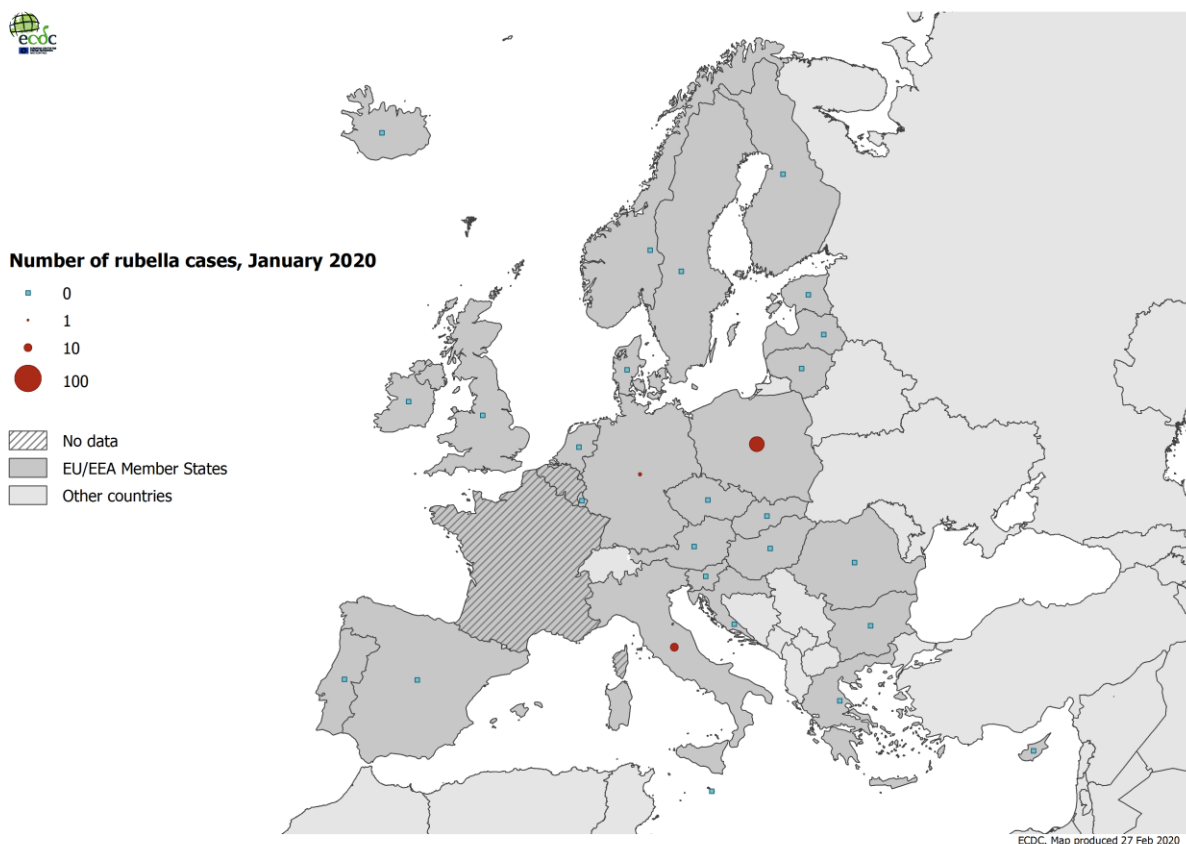 ecdc
Number of rubella cases, January 2020
0
1
10
100
No data
EU/EEA Member States
Other countries
ECDC. Map produced 27 Feb 2020